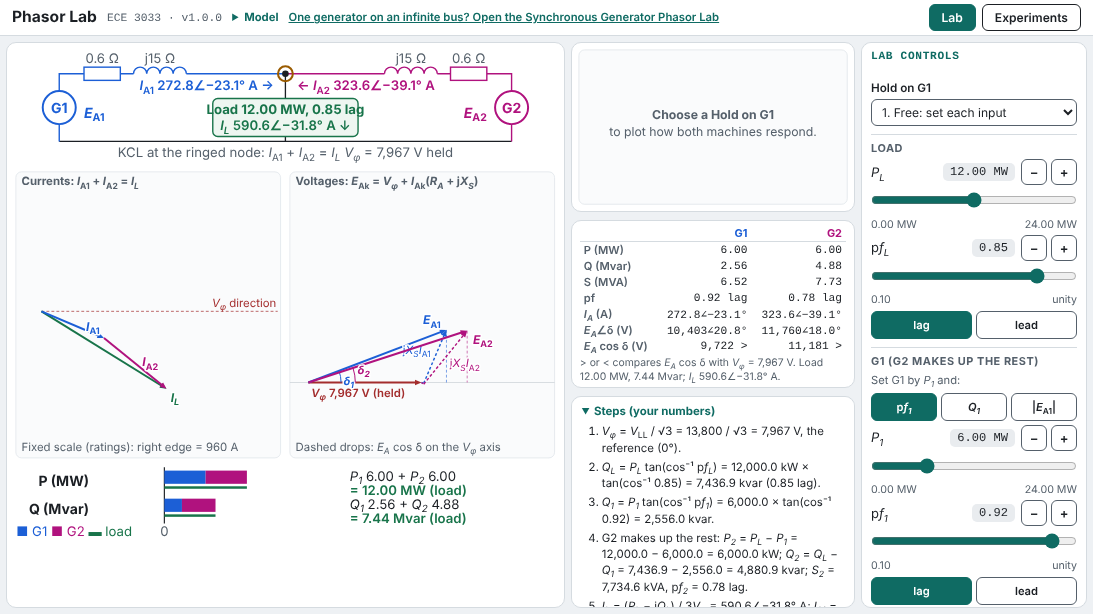 Phasor Lab ECE 3033 · v1.0.0 ▶ Model One generator on an infinite bus? Open the Synchronous Generator Phasor Lab Lab Experiments
0.6 Ω j15 Ω j15 Ω 0.6 Ω
I_A1 272.8∠−23.1° A → ← I_A2 323.6∠−39.1° A
G1 E_A1 E_A2 G2
Load 12.00 MW, 0.85 lag
I_L 590.6∠−31.8° A ↓
KCL at the ringed node: I_A1 + I_A2 = I_L V_φ = 7,967 V held
Currents: I_A1 + I_A2 = I_L
V_φ direction
I_A1
I_A2
I_L
Fixed scale (ratings): right edge = 960 A
Voltages: E_Ak = V_φ + I_Ak(R_A + jX_S)
E_A1
E_A2
jX_S I_A1
jX_S I_A2
δ_2
δ_1
V_φ 7,967 V (held)
Dashed drops: E_A cos δ on the V_φ axis
P (MW)
Q (Mvar)
G1 G2 load 0
P_1 6.00 + P_2 6.00
= 12.00 MW (load)
Q_1 2.56 + Q_2 4.88
= 7.44 Mvar (load)
Choose a Hold on G1
to plot how both machines respond.
G1 G2
P (MW) 6.00 6.00
Q (Mvar) 2.56 4.88
S (MVA) 6.52 7.73
pf 0.92 lag 0.78 lag
I_A (A) 272.8∠−23.1° 323.6∠−39.1°
E_A∠δ (V) 10,403∠20.8° 11,760∠18.0°
E_A cos δ (V) 9,722 > 11,181 >
> or < compares E_A cos δ with V_φ = 7,967 V. Load
12.00 MW, 7.44 Mvar; I_L 590.6∠−31.8° A.
▼ Steps (your numbers)
1. V_φ = V_LL / √3 = 13,800 / √3 = 7,967 V, the
reference (0°).
2. Q_L = P_L tan(cos⁻¹ pf_L) = 12,000.0 kW ×
tan(cos⁻¹ 0.85) = 7,436.9 kvar (0.85 lag).
3. Q_1 = P_1 tan(cos⁻¹ pf_1) = 6,000.0 × tan(cos⁻¹
0.92) = 2,556.0 kvar.
4. G2 makes up the rest: P_2 = P_L − P_1 =
12,000.0 − 6,000.0 = 6,000.0 kW; Q_2 = Q_L −
Q_1 = 7,436.9 − 2,556.0 = 4,880.9 kvar; S_2 =
7,734.6 kVA, pf_2 = 0.78 lag.
LAB CONTROLS
Hold on G1
1. Free: set each input
LOAD
P_L 12.00 MW − +
0.00 MW 24.00 MW
pf_L 0.85 − +
0.10 unity
lag lead
G1 (G2 MAKES UP THE REST)
Set G1 by P_1 and:
pf_1 Q_1 |E_A1|
P_1 6.00 MW − +
0.00 MW 24.00 MW
pf_1 0.92 − +
0.10 unity
lag lead